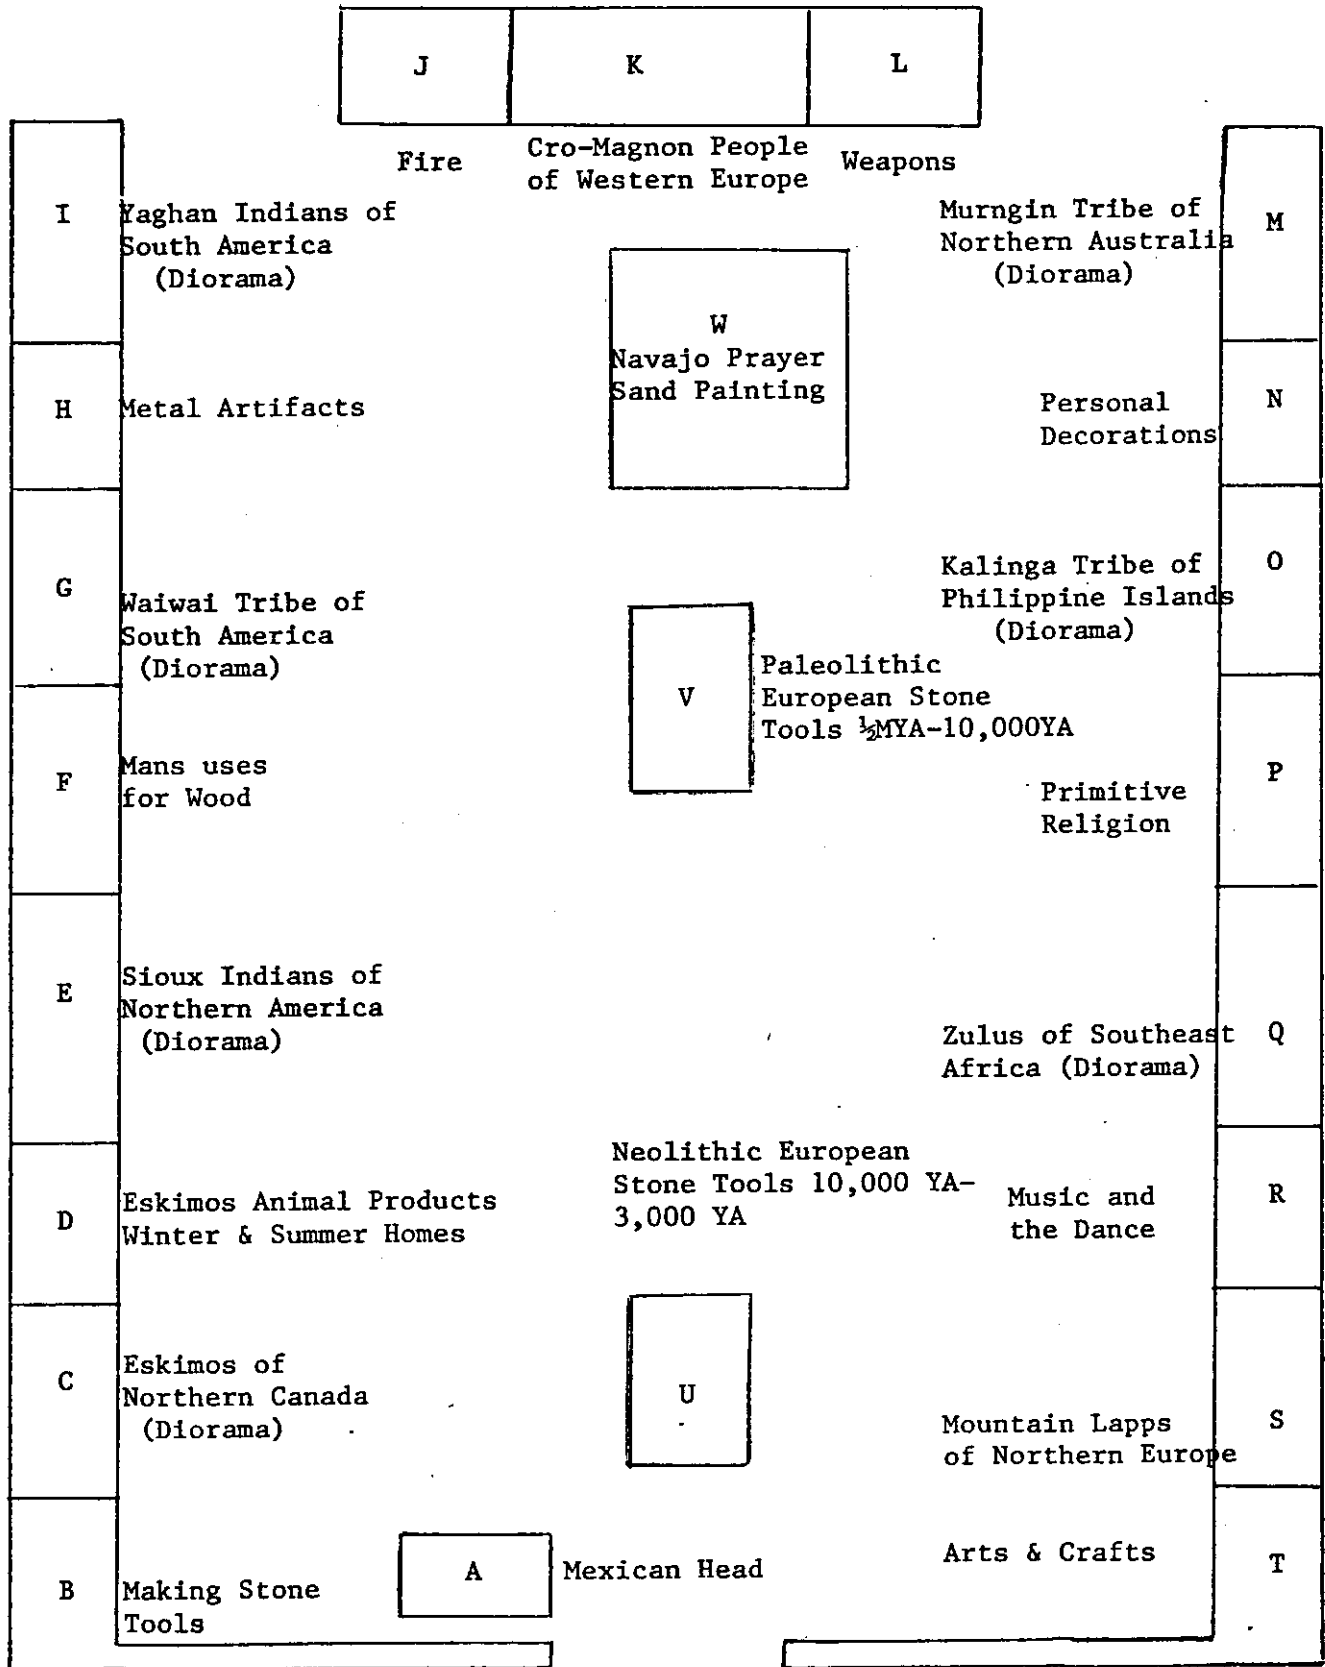 J
K
L
Fire
Cro-Magnon People
of Western Europe
Weapons
I
Yaghan Indians of
South America
(Diorama)
Murngin Tribe of
Northern Australia
(Diorama)
M
W
Navajo Prayer
Sand Painting
H
Metal Artifacts
Personal
Decorations
N
G
Waiwai Tribe of
South America
(Diorama)
Kalinga Tribe of
Philippine Islands
(Diorama)
O
V
Paleolithic
European Stone
Tools ½MYA-10,000YA
F
Mans uses
for Wood
Primitive
Religion
P
E
Sioux Indians of
Northern America
(Diorama)
Zulus of Southeast
Africa (Diorama)
Q
D
Eskimos Animal Products
Winter & Summer Homes
Neolithic European
Stone Tools 10,000 YA-
3,000 YA
Music and
the Dance
R
C
Eskimos of
Northern Canada
(Diorama)
U
Mountain Lapps
of Northern Europe
S
B
Making Stone
Tools
A
Mexican Head
Arts & Crafts
T